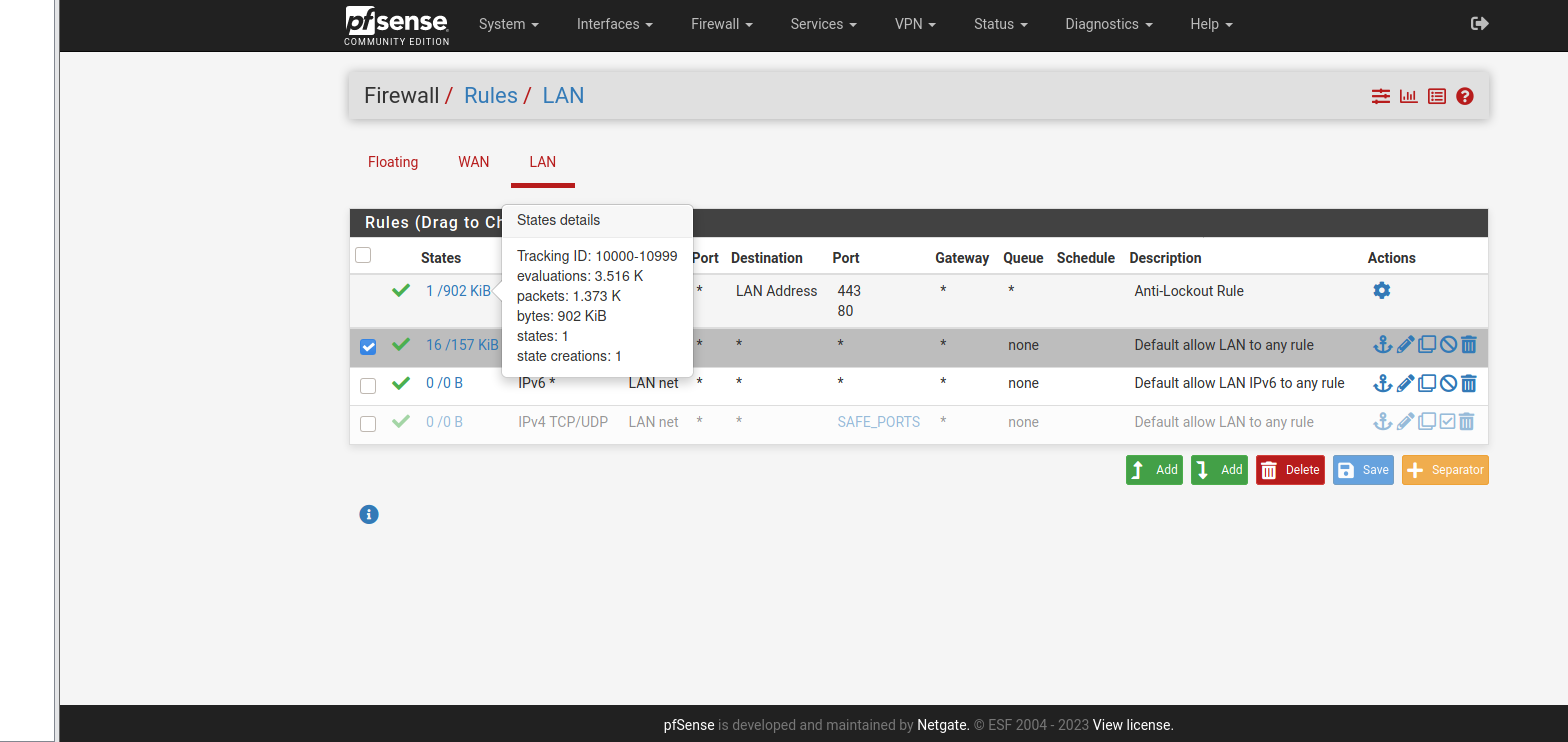 pfsense
COMMUNITY EDITION
System Interfaces Firewall Services VPN Status Diagnostics Help
Firewall / Rules / LAN
Floating WAN LAN
Rules (Drag to Ch
States details
Tracking ID: 10000-10999
evaluations: 3.516 K
packets: 1.373 K
bytes: 902 KiB
states: 1
state creations: 1
States Port Destination Port Gateway Queue Schedule Description Actions
1 /902 KiB * LAN Address 443 * * Anti-Lockout Rule
80
16 /157 KiB * * * * none Default allow LAN to any rule
0 /0 B IPv6 * LAN net * * * * none Default allow LAN IPv6 to any rule
0 /0 B IPv4 TCP/UDP LAN net * * SAFE_PORTS * none Default allow LAN to any rule
Add Add Delete Save Separator
pfSense is developed and maintained by Netgate. © ESF 2004 - 2023 View license.